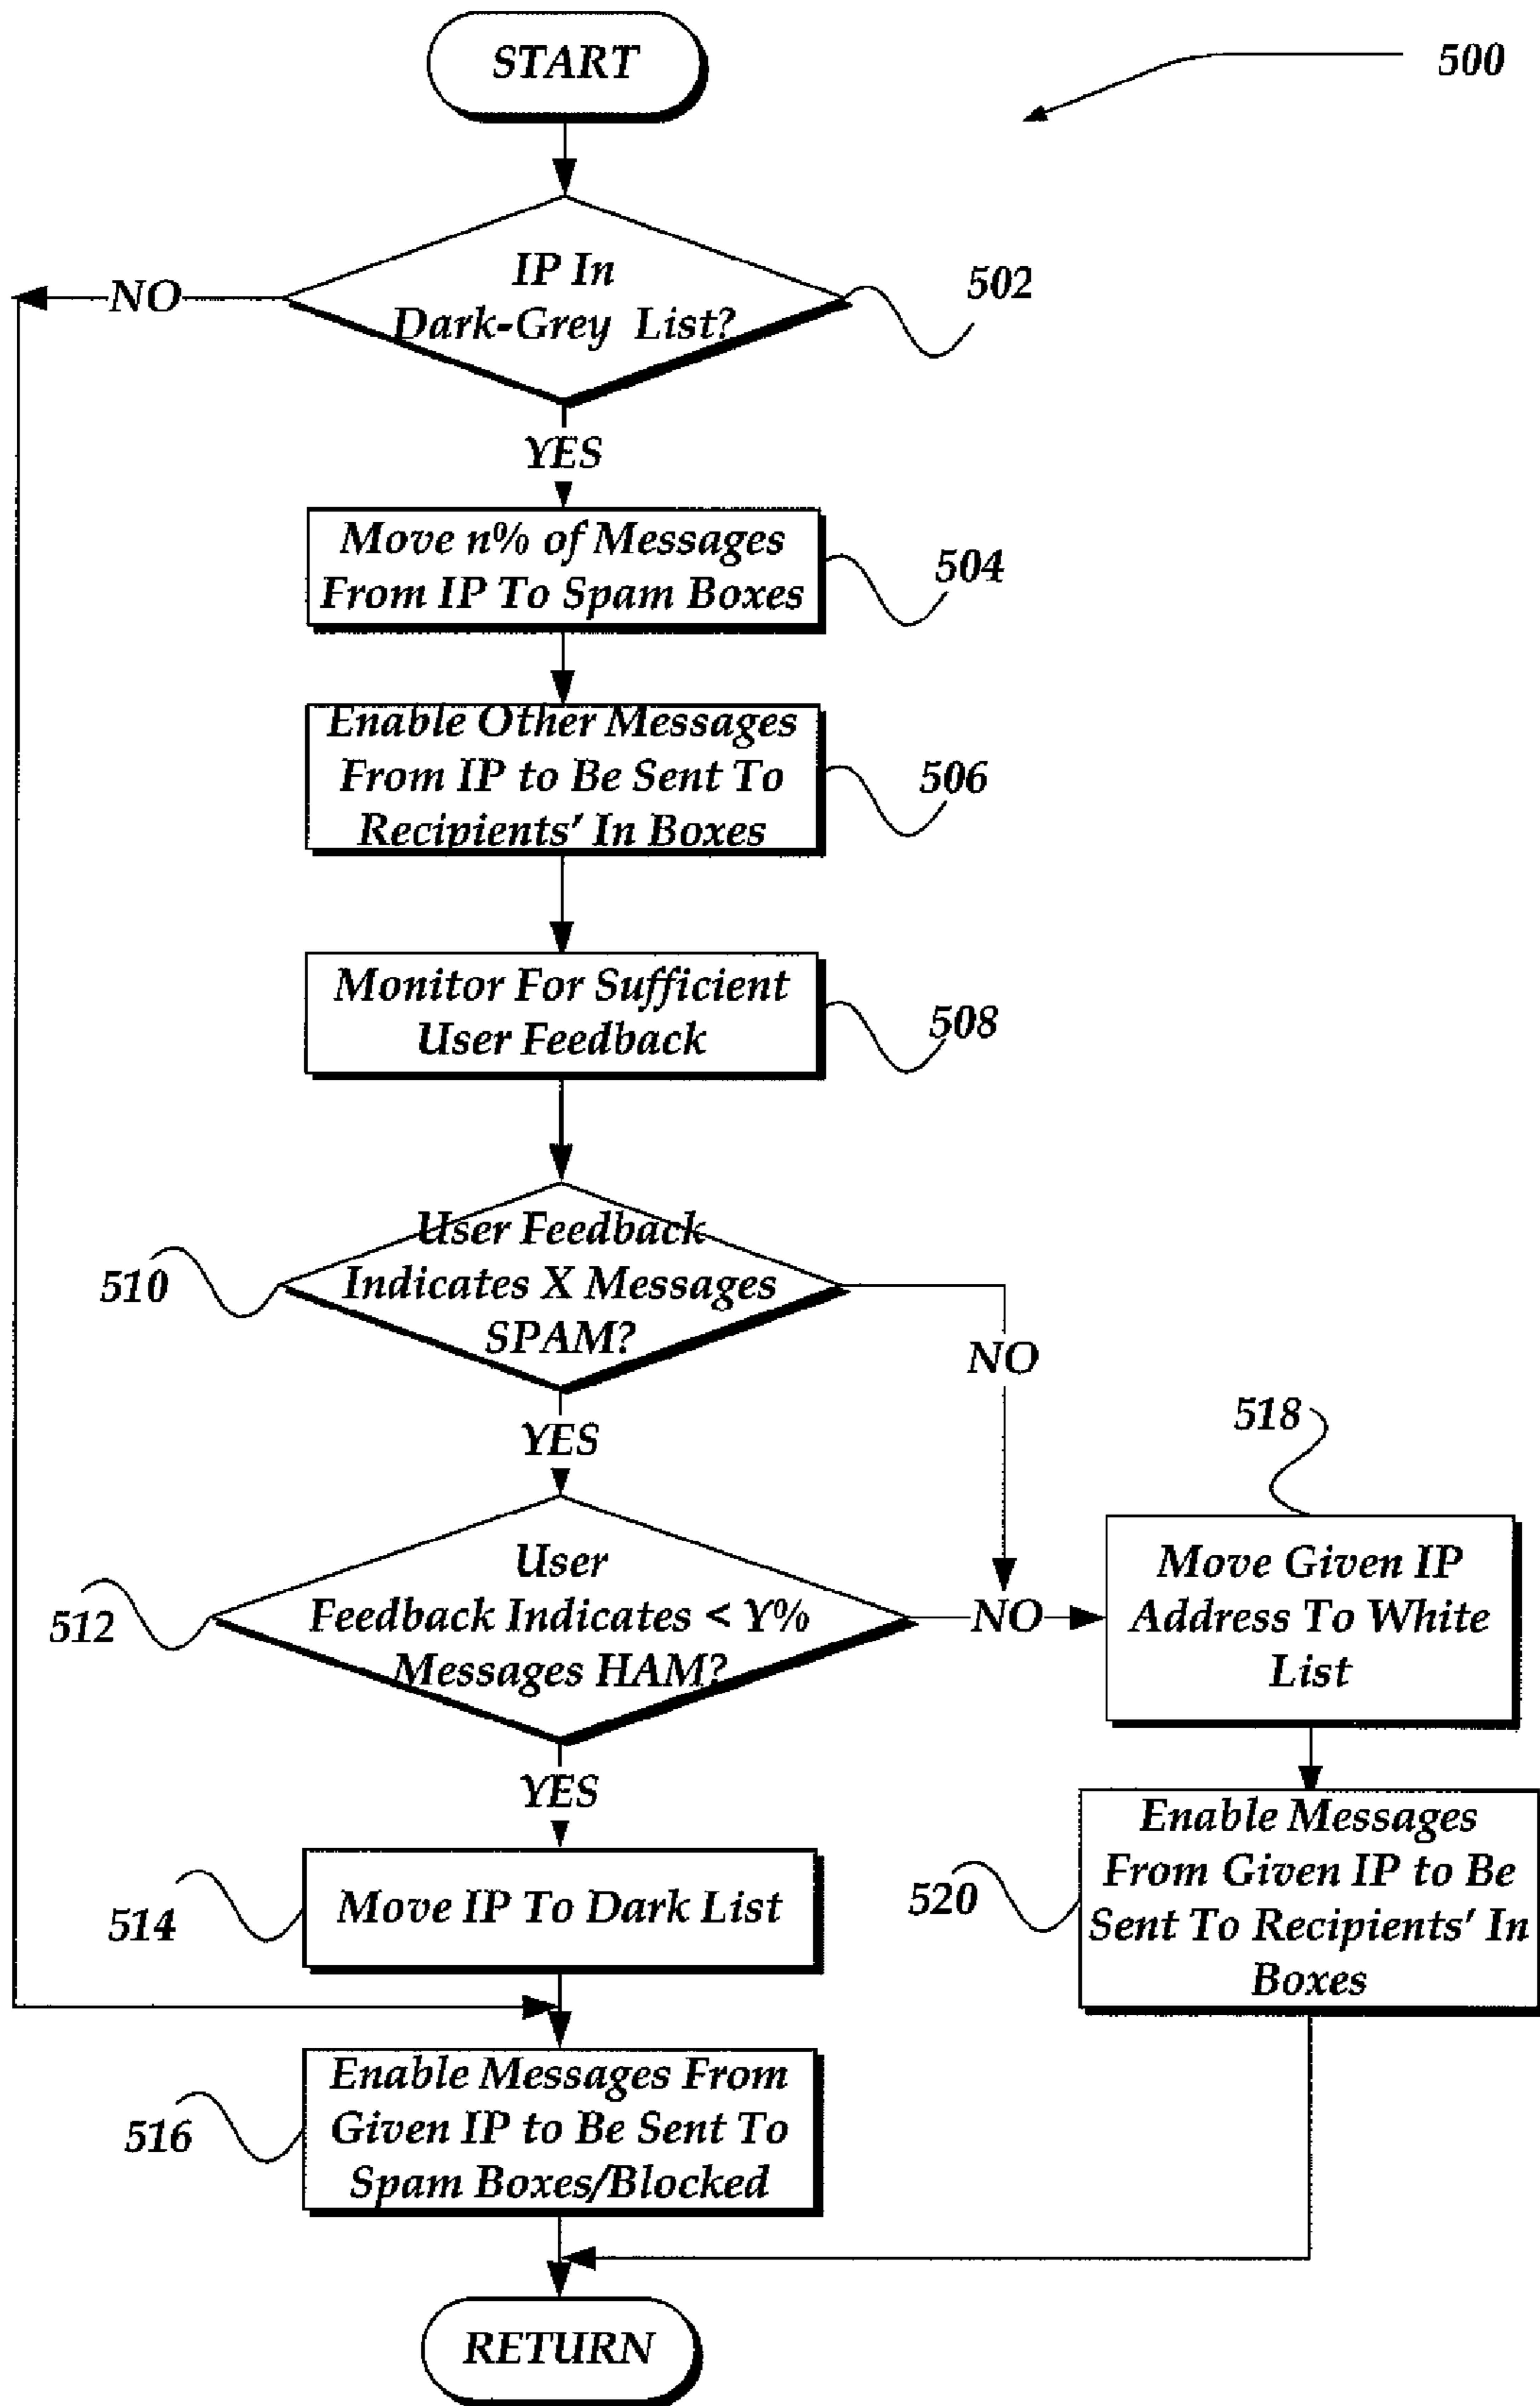 START
500
IP In
Dark-Grey List?
502
NO
YES
Move n% of Messages
From IP To Spam Boxes
504
Enable Other Messages
From IP to Be Sent To
Recipients' In Boxes
506
Monitor For Sufficient
User Feedback
508
User Feedback
Indicates X Messages
SPAM?
510
NO
YES
518
User
Feedback Indicates < Y%
Messages HAM?
512
NO
Move Given IP
Address To White
List
YES
Move IP To Dark List
514
Enable Messages
From Given IP to Be
Sent To Recipients' In
Boxes
520
Enable Messages From
Given IP to Be Sent To
Spam Boxes/Blocked
516
RETURN